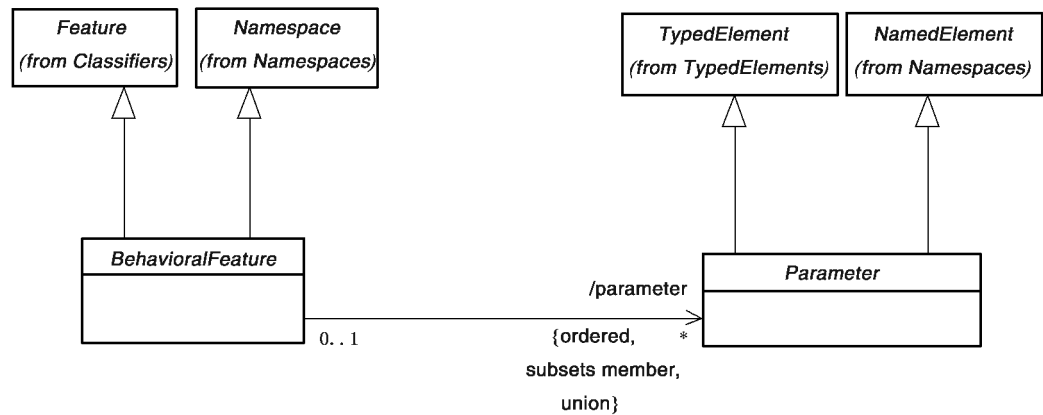 Feature
(from Classifiers)
Namespace
(from Namespaces)
TypedElement
(from TypedElements)
NamedElement
(from Namespaces)
BehavioralFeature
Parameter
/parameter
0..1
{ordered,
*
subsets member,
union}